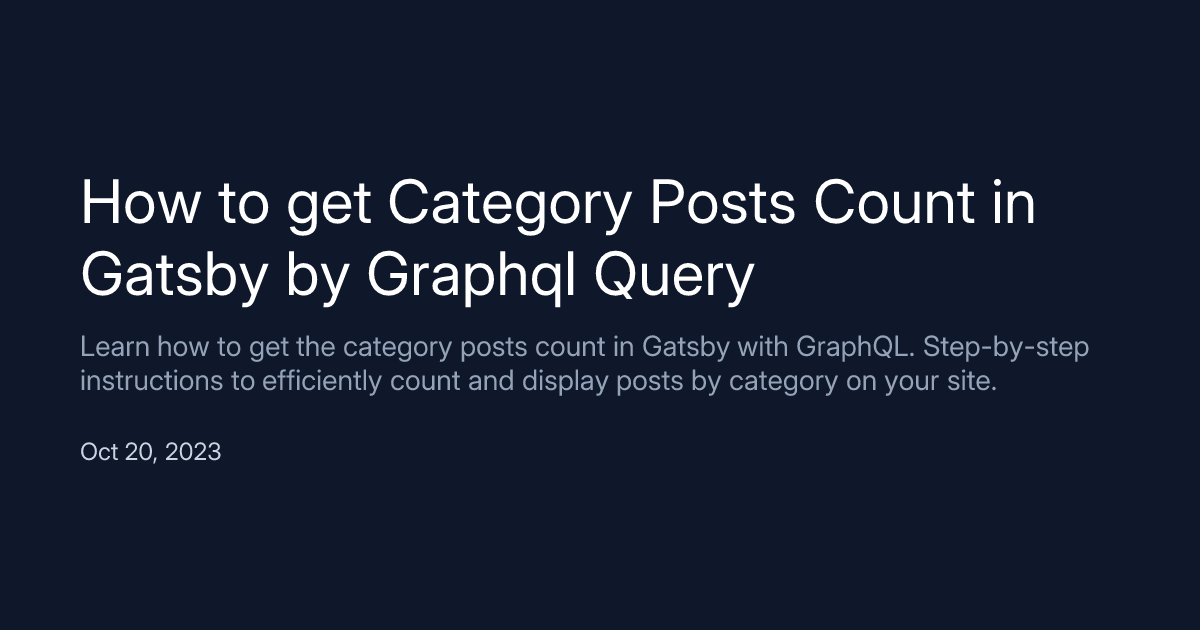 How to get Category Posts Count in
Gatsby by Graphql Query
Learn how to get the category posts count in Gatsby with GraphQL. Step-by-step
instructions to efficiently count and display posts by category on your site.
Oct 20, 2023